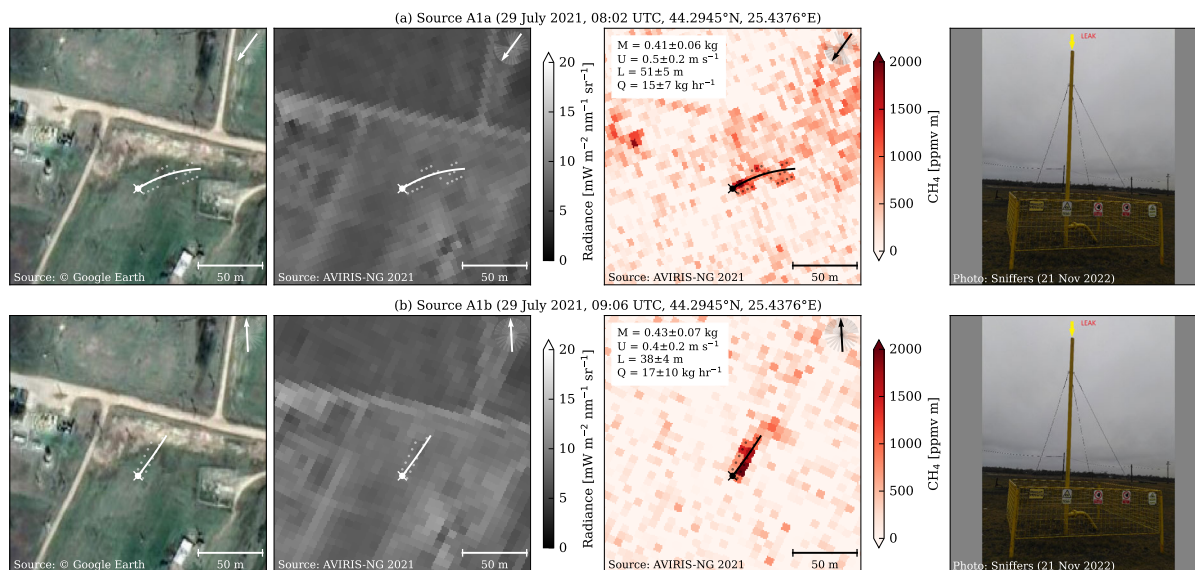 (a) Source A1a (29 July 2021, 08:02 UTC, 44.2945°N, 25.4376°E)
Source: © Google Earth
50 m
Source: AVIRIS-NG 2021
20
15
10
5
0
Radiance [mW m⁻² nm⁻¹ sr⁻¹]
M = 0.41±0.06 kg
U = 0.5±0.2 m s⁻¹
L = 51±5 m
Q = 15±7 kg hr⁻¹
Source: AVIRIS-NG 2021
50 m
2000
1500
1000
500
0
CH₄ [ppmv m]
LEAK
Photo: Sniffers (21 Nov 2022)
(b) Source A1b (29 July 2021, 09:06 UTC, 44.2945°N, 25.4376°E)
Source: © Google Earth
50 m
Source: AVIRIS-NG 2021
50 m
20
15
10
5
0
Radiance [mW m⁻² nm⁻¹ sr⁻¹]
M = 0.43±0.07 kg
U = 0.4±0.2 m s⁻¹
L = 38±4 m
Q = 17±10 kg hr⁻¹
Source: AVIRIS-NG 2021
50 m
2000
1500
1000
500
0
CH₄ [ppmv m]
LEAK
Photo: Sniffers (21 Nov 2022)